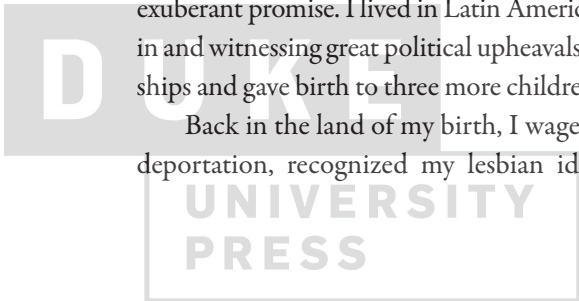 exuberant promise. I lived in Latin Americ
in and witnessing great political upheavals
ships and gave birth to three more childre
Back in the land of my birth, I wage
deportation, recognized my lesbian id
DUKE
UNIVERSITY
PRESS